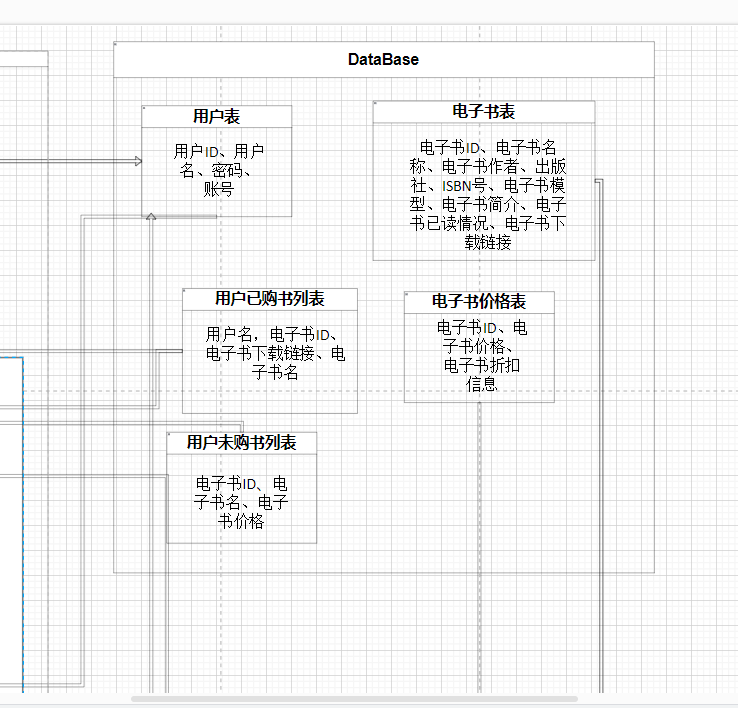 DataBase
用户表
用户ID、用户
名、密码、
账号
电子书表
电子书ID、电子书名
称、电子书作者、出版
社、ISBN号、电子书模
型、电子书简介、电子
书已读情况、电子书下
载链接
用户已购书列表
用户名，电子书ID、
电子书下载链接、电
子书名
电子书价格表
电子书ID、电
子书价格、
电子书折扣
信息
用户未购书列表
电子书ID、电
子书名、电子
书价格